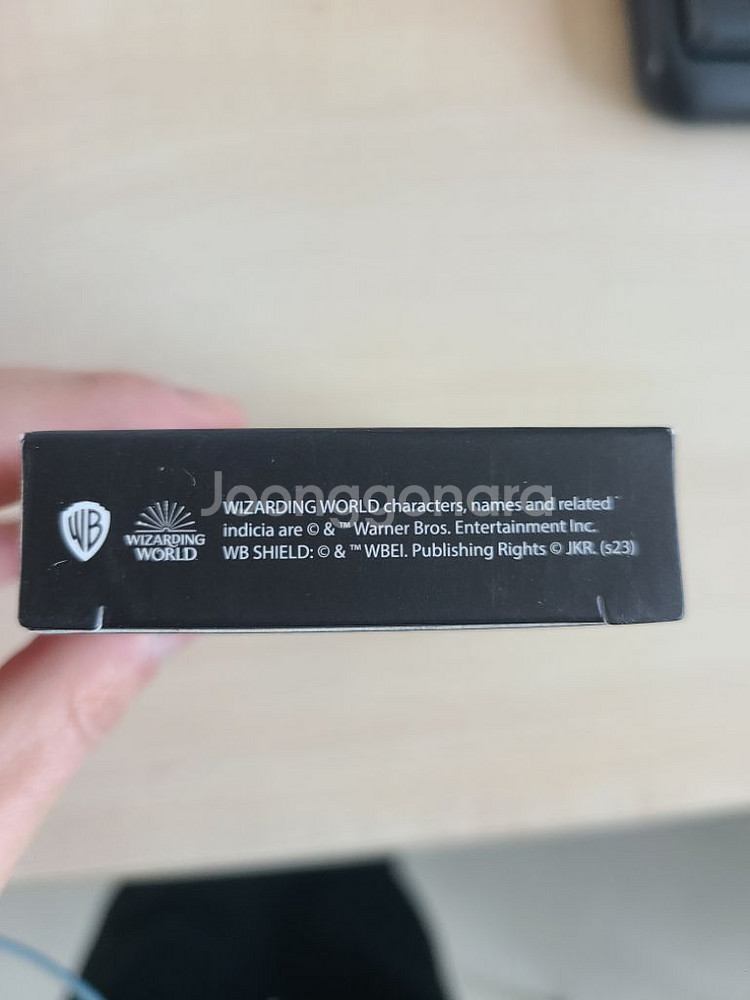 Joonggonara
WB
WIZARDING
WORLD
WIZARDING WORLD characters, names and related
indicia are © & ™ Warner Bros. Entertainment Inc.
WB SHIELD: © & ™ WBEI. Publishing Rights © JKR. (s23)